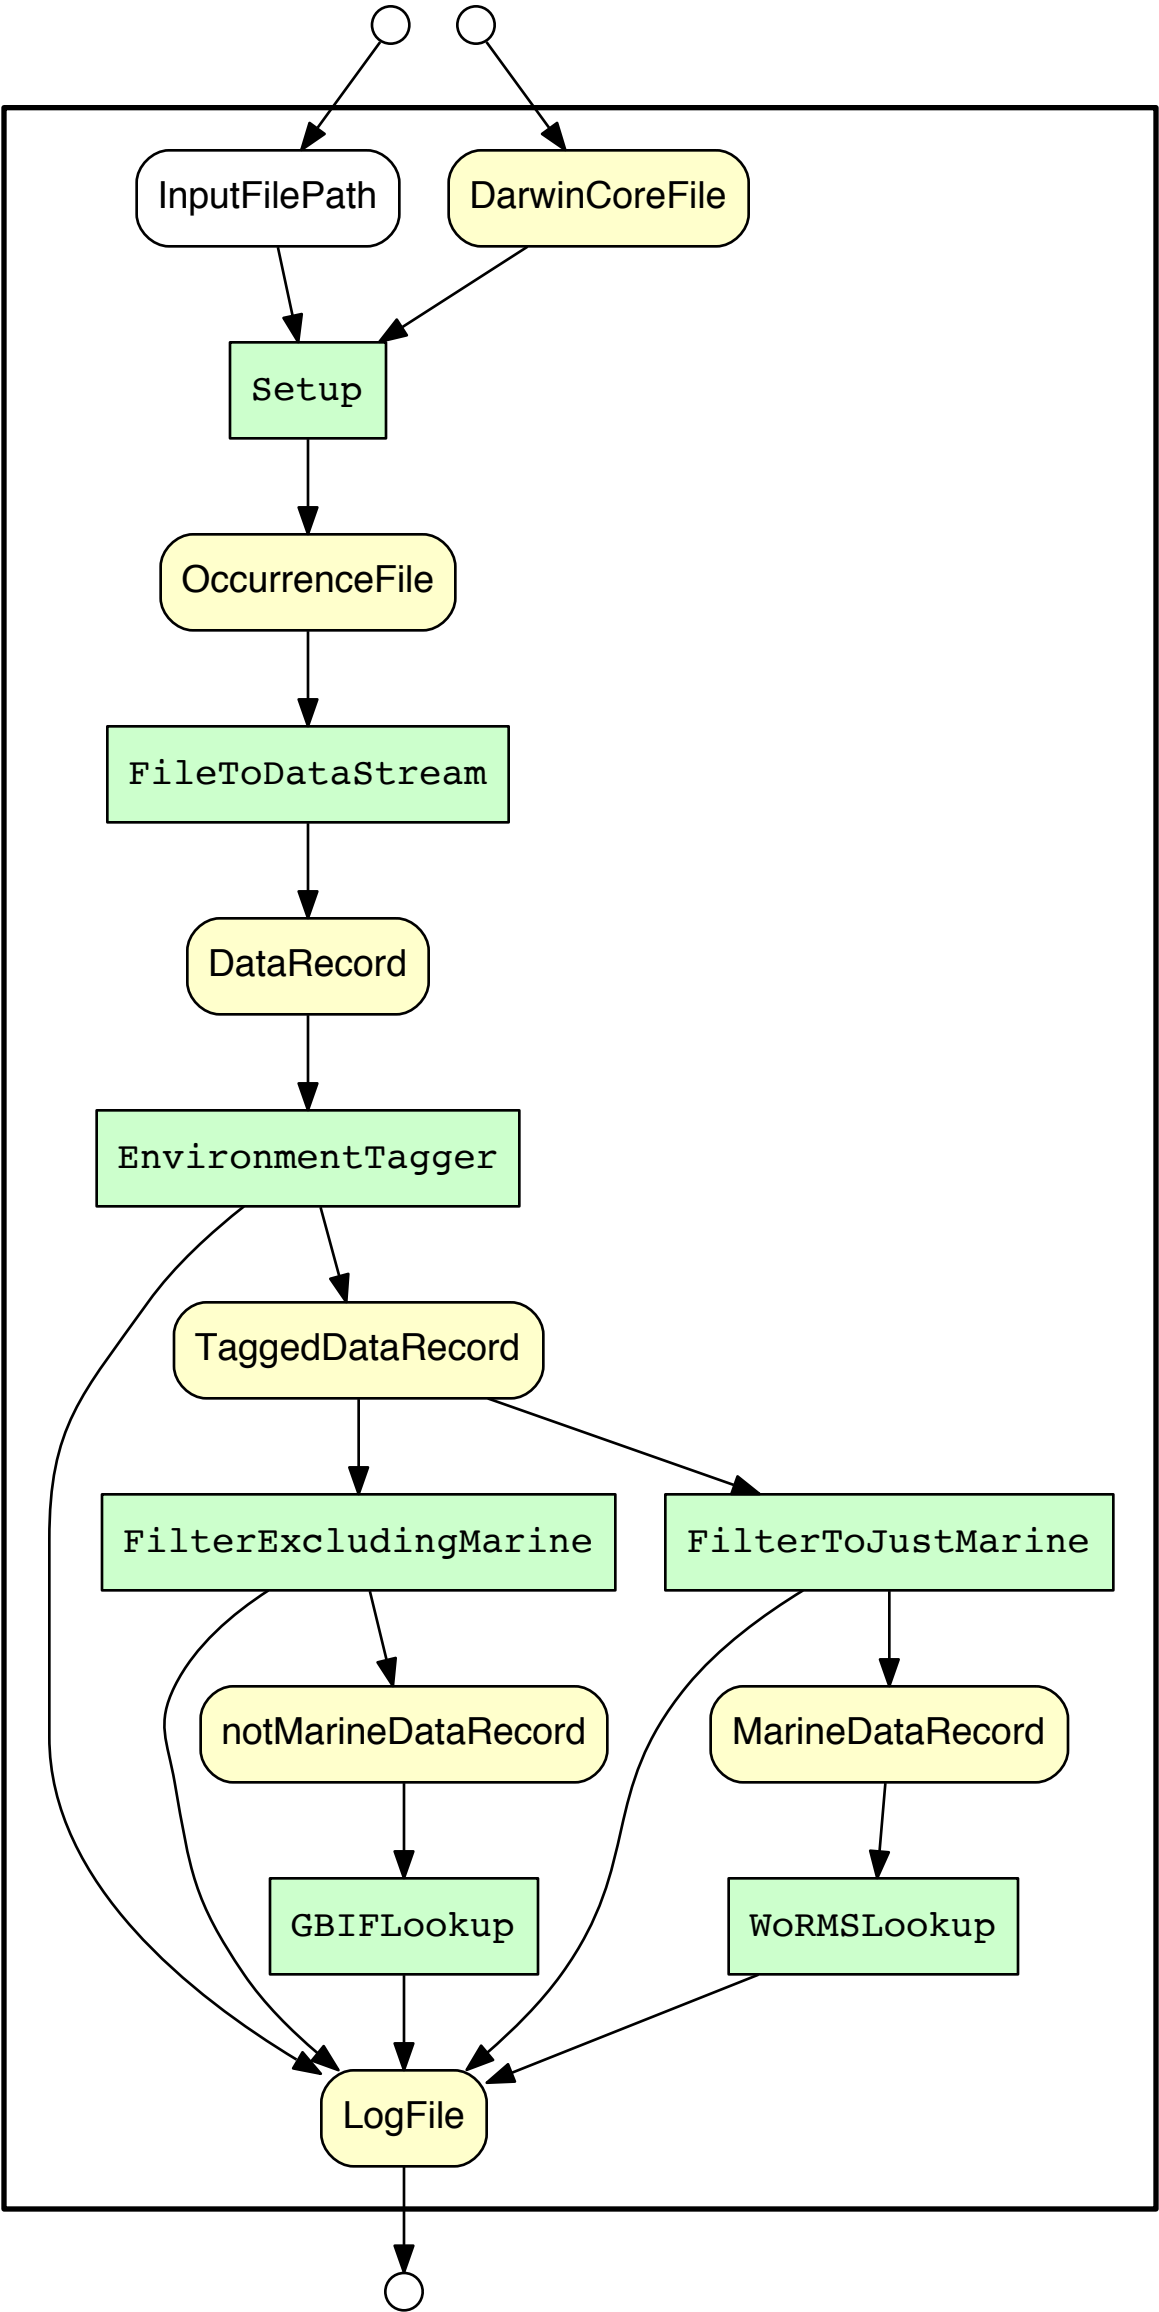 InputFilePath
DarwinCoreFile
Setup
OccurrenceFile
FileToDataStream
DataRecord
EnvironmentTagger
TaggedDataRecord
FilterExcludingMarine
FilterToJustMarine
notMarineDataRecord
MarineDataRecord
GBIFLookup
WoRMSLookup
LogFile